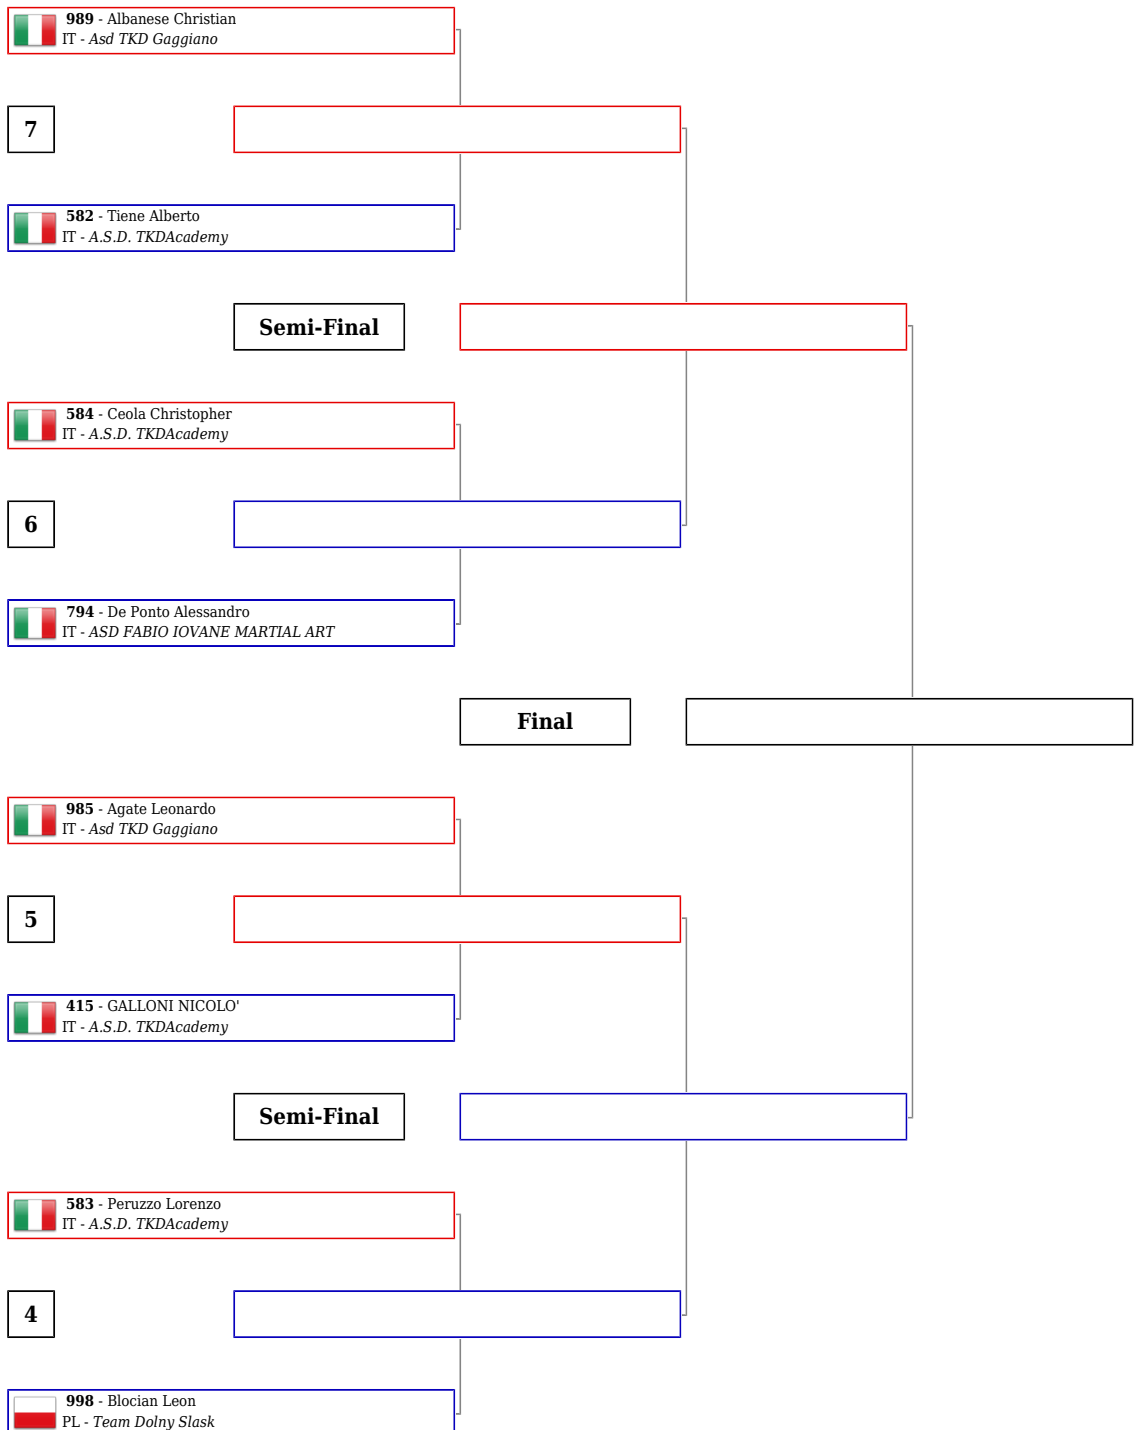 989 - Albanese Christian
IT - Asd TKD Gaggiano
7
582 - Tiene Alberto
IT - A.S.D. TKDAcademy
Semi-Final
584 - Ceola Christopher
IT - A.S.D. TKDAcademy
6
794 - De Ponto Alessandro
IT - ASD FABIO IOVANE MARTIAL ART
Final
985 - Agate Leonardo
IT - Asd TKD Gaggiano
5
415 - GALLONI NICOLO'
IT - A.S.D. TKDAcademy
Semi-Final
583 - Peruzzo Lorenzo
IT - A.S.D. TKDAcademy
4
998 - Blocian Leon
PL - Team Dolny Slask